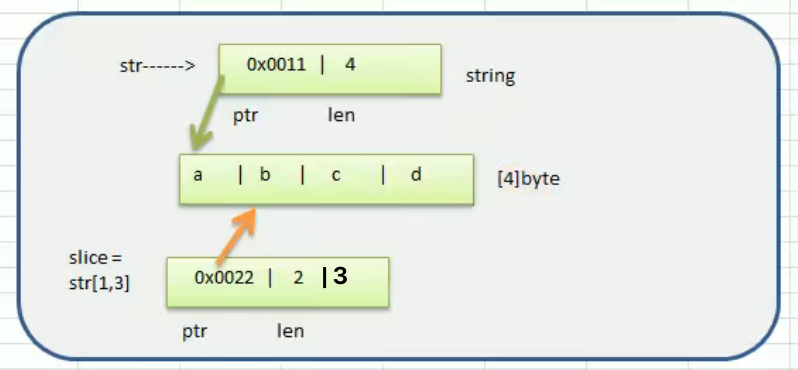 str------> 0x0011 | 4 string
ptr len
a | b | c | d [4]byte
slice =
str[1,3]
0x0022 | 2 |3
ptr len